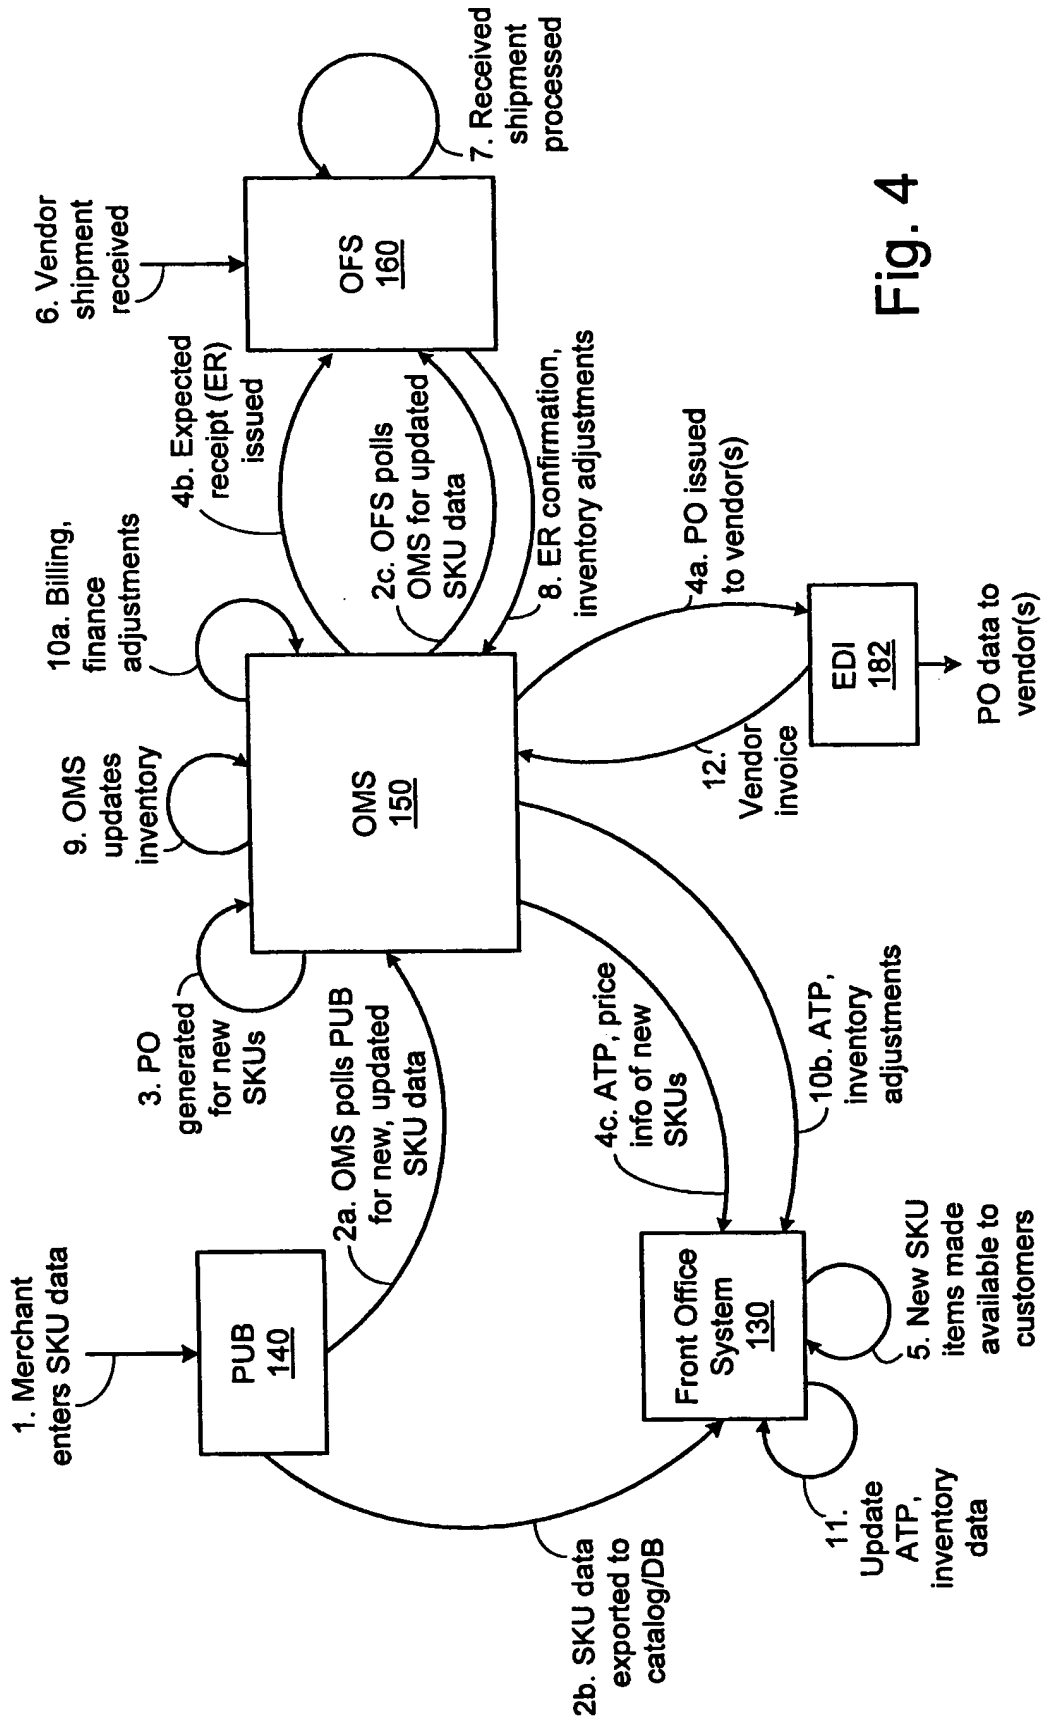 1. Merchant
enters SKU data
PUB
140
2a. OMS polls PUB
for new, updated
SKU data
2b. SKU data
exported to
catalog/DB
3. PO
generated
for new
SKUs
9. OMS
updates
inventory
10a. Billing,
finance
adjustments
OMS
150
4b. Expected
receipt (ER)
issued
2c. OFS polls
OMS for updated
SKU data
8. ER confirmation,
inventory adjustments
6. Vendor
shipment
received
OFS
160
7. Received
shipment
processed
4a. PO issued
to vendor(s)
12.
Vendor
invoice
EDI
182
PO data to
vendor(s)
4c. ATP, price
info of new
SKUs
10b. ATP,
inventory
adjustments
Front Office
System
130
5. New SKU
items made
available to
customers
11.
Update
ATP,
inventory
data
Fig. 4